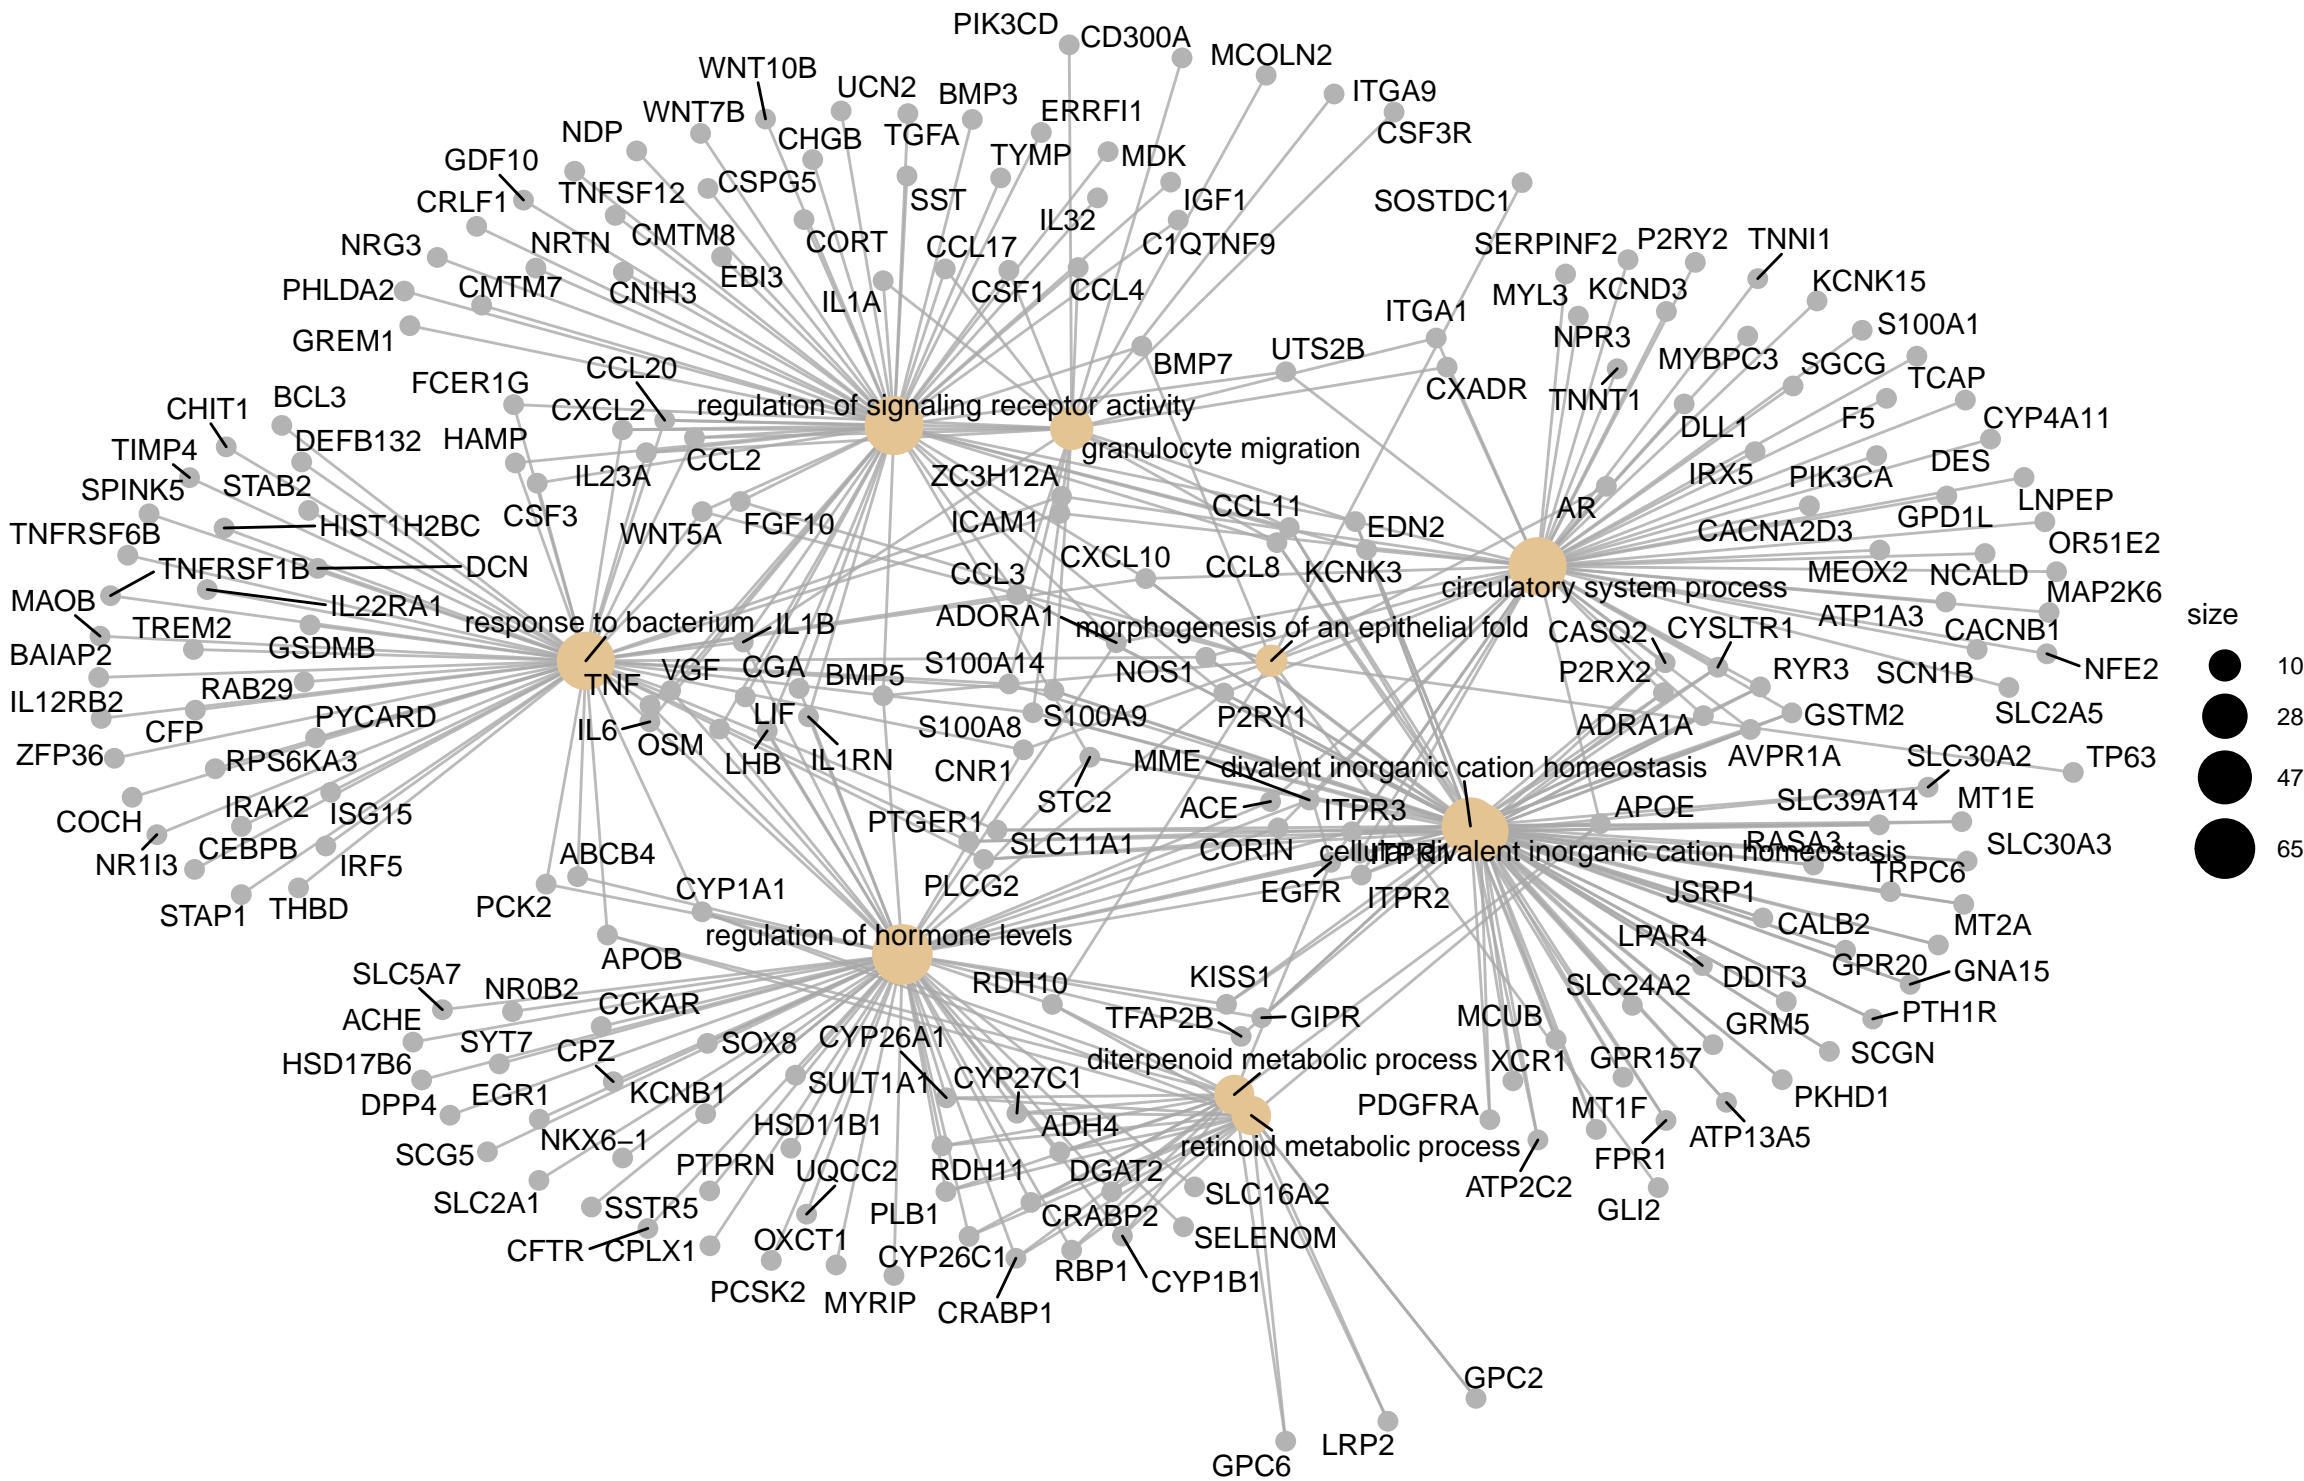 PIK3CD
CD300A
MCOLN2
WNT10B
UCN2
BMP3
ITGA9
WNT7B
ERRFI1
NDP
CHGB
TGFA
CSF3R
GDF10
TYMP
MDK
TNFSF12
CSPG5
CRLF1
SST
IL32
IGF1
SOSTDC1
NRG3
NRTN
CMTM8
CORT
CCL17
C1QTNF9
SERPINF2
P2RY2
TNNI1
PHLDA2
CMTM7
CNIH3
EBI3
IL1A
CSF1
CCL4
MYL3
KCND3
KCNK15
GREM1
ITGA1
NPR3
S100A1
CCL20
BMP7
UTS2B
MYBPC3
SGCG
FCER1G
CXADR
TNNT1
TCAP
CHIT1
BCL3
CXCL2
regulation of signaling receptor activity
F5
CYP4A11
TIMP4
DEFB132
HAMP
granulocyte migration
DLL1
SPINK5
STAB2
IL23A
CCL2
ZC3H12A
IRX5
PIK3CA
DES
TNFRSF6B
HIST1H2BC
CSF3
WNT5A
FGF10
ICAM1
CCL11
EDN2
AR
CACNA2D3
GPD1L
LNPEP
TNFRSF1B
DCN
CCL3
CXCL10
CCL8
KCNK3
OR51E2
MAOB
IL22RA1
circulatory system process
MEOX2
NCALD
MAP2K6
TREM2
response to bacterium
IL1B
ADORA1
morphogenesis of an epithelial fold
CASQ2
CYSLTR1
ATP1A3
CACNB1
size
BAIAP2
GSDMB
VGF
CGA
BMP5
S100A14
NOS1
P2RX2
RYR3
SCN1B
NFE2
10
IL12RB2
RAB29
TNF
LIF
S100A9
P2RY1
ADRA1A
GSTM2
SLC2A5
28
CFP
PYCARD
IL6
OSM
S100A8
ZFP36
RPS6KA3
LHB
IL1RN
CNR1
MME
divalent inorganic cation homeostasis
AVPR1A
SLC30A2
TP63
47
COCH
IRAK2
ISG15
STC2
ACE
ITPR3
APOE
SLC39A14
MT1E
NR1I3
CEBPB
IRF5
ABCB4
PTGER1
SLC11A1
CORIN
ITPR1
cellular divalent inorganic cation homeostasis
RASA3
SLC30A3
65
STAP1
THBD
PCK2
CYP1A1
PLCG2
EGFR
ITPR2
JSRP1
TRPC6
regulation of hormone levels
LPAR4
CALB2
MT2A
APOB
SLC5A7
NR0B2
CCKAR
RDH10
KISS1
SLC24A2
DDIT3
GPR20
GNA15
ACHE
SYT7
CPZ
SOX8
CYP26A1
TFAP2B
GIPR
MCUB
GRM5
PTH1R
HSD17B6
EGR1
KCNB1
SULT1A1
CYP27C1
diterpenoid metabolic process
XCR1
GPR157
SCGN
DPP4
NKX6−1
HSD11B1
ADH4
PDGFRA
MT1F
PKHD1
SCG5
PTPRN
UQCC2
RDH11
DGAT2
retinoid metabolic process
FPR1
ATP13A5
SLC2A1
SSTR5
PLB1
CRABP2
SLC16A2
ATP2C2
GLI2
CFTR
CPLX1
OXCT1
CYP26C1
RBP1
SELENOM
PCSK2
MYRIP
CRABP1
CYP1B1
GPC2
LRP2
GPC6